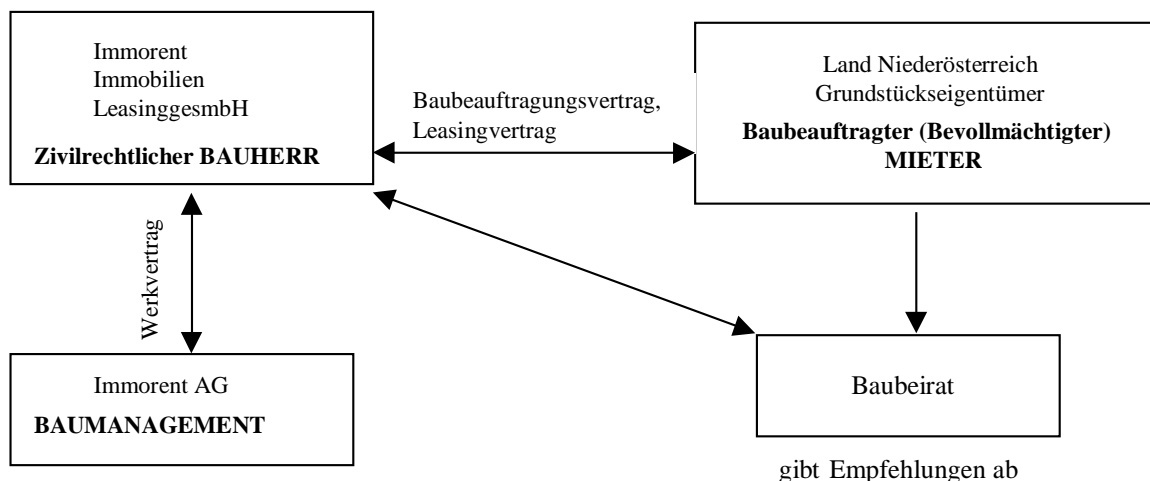 Immorent
Immobilien
LeasinggesmbH
Zivilrechtlicher BAUHERR
Baubeauftragungsvertrag,
Leasingvertrag
Land Niederösterreich
Grundstückseigentümer
Baubeauftragter (Bevollmächtigter)
MIETER
Werkvertrag
Immorent AG
BAUMANAGEMENT
Baubeirat
gibt Empfehlungen ab